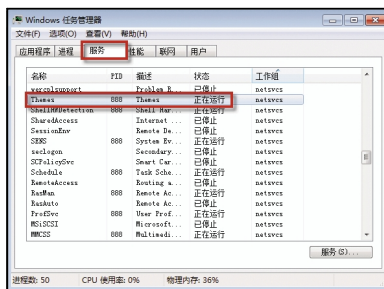 Windows 任务管理器
文件(F) 选项(O) 查看(V) 帮助(H)
应用程序 进程 服务 性能 联网 用户
名称 PID 描述 状态 工作组
wercplsupport Problem R... 已停止 netsvcs
Themes 888 Themes 正在运行 netsvcs
ShellHWDetection 888 Shell Har... 正在运行 netsvcs
SharedAccess Internet ... 已停止 netsvcs
SessionEnv Remote De... 已停止 netsvcs
SENS 888 System Ev... 正在运行 netsvcs
seclogon Secondary... 已停止 netsvcs
SCPolicySvc Smart Car... 已停止 netsvcs
Schedule 888 Task Sche... 正在运行 netsvcs
RemoteAccess Routing a... 已停止 netsvcs
RasMan 888 Remote Ac... 正在运行 netsvcs
RasAuto Remote Ac... 已停止 netsvcs
ProfSvc 888 User Prof... 正在运行 netsvcs
MSiSCSI Microsoft... 已停止 netsvcs
MMCSS 888 Multimedi... 正在运行 netsvcs
服务(S)...
进程数: 50 CPU 使用率: 0% 物理内存: 36%